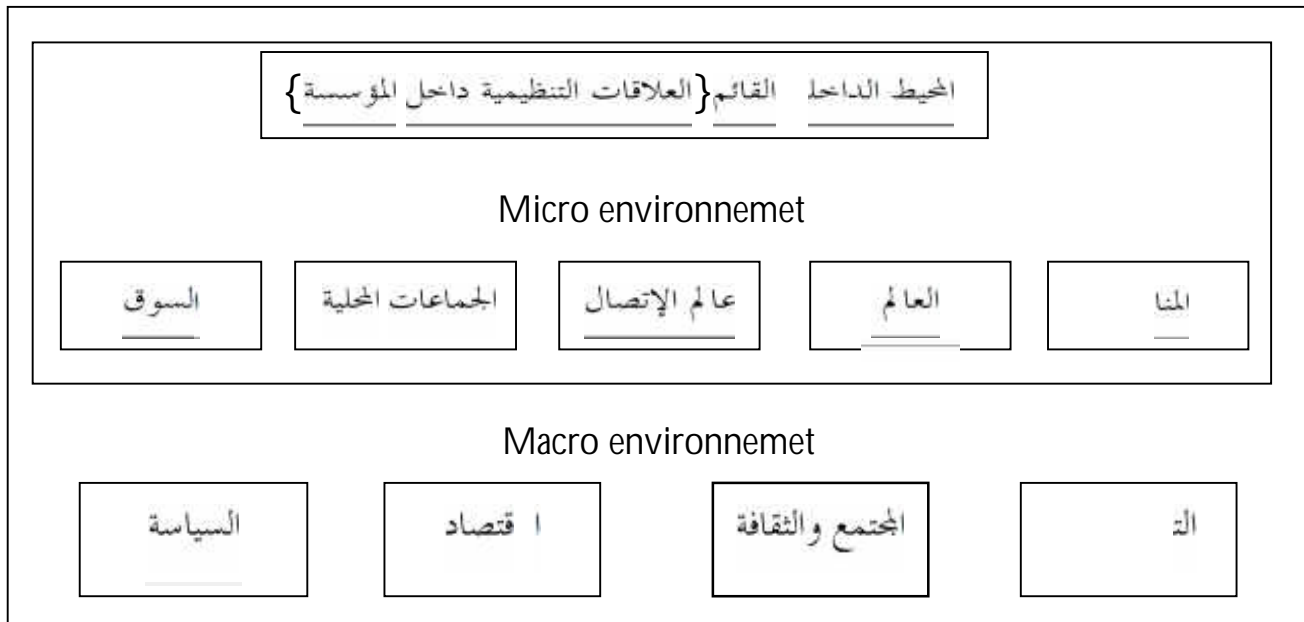 المحيط الداخل القائم{العلاقات التنظيمية داخل المؤسسة}
Micro environnemet
المنا
العالم
عالم الإتصال
الجماعات المحلية
السوق
Macro environnemet
الت
المجتمع والثقافة
ا قتصاد
السياسة